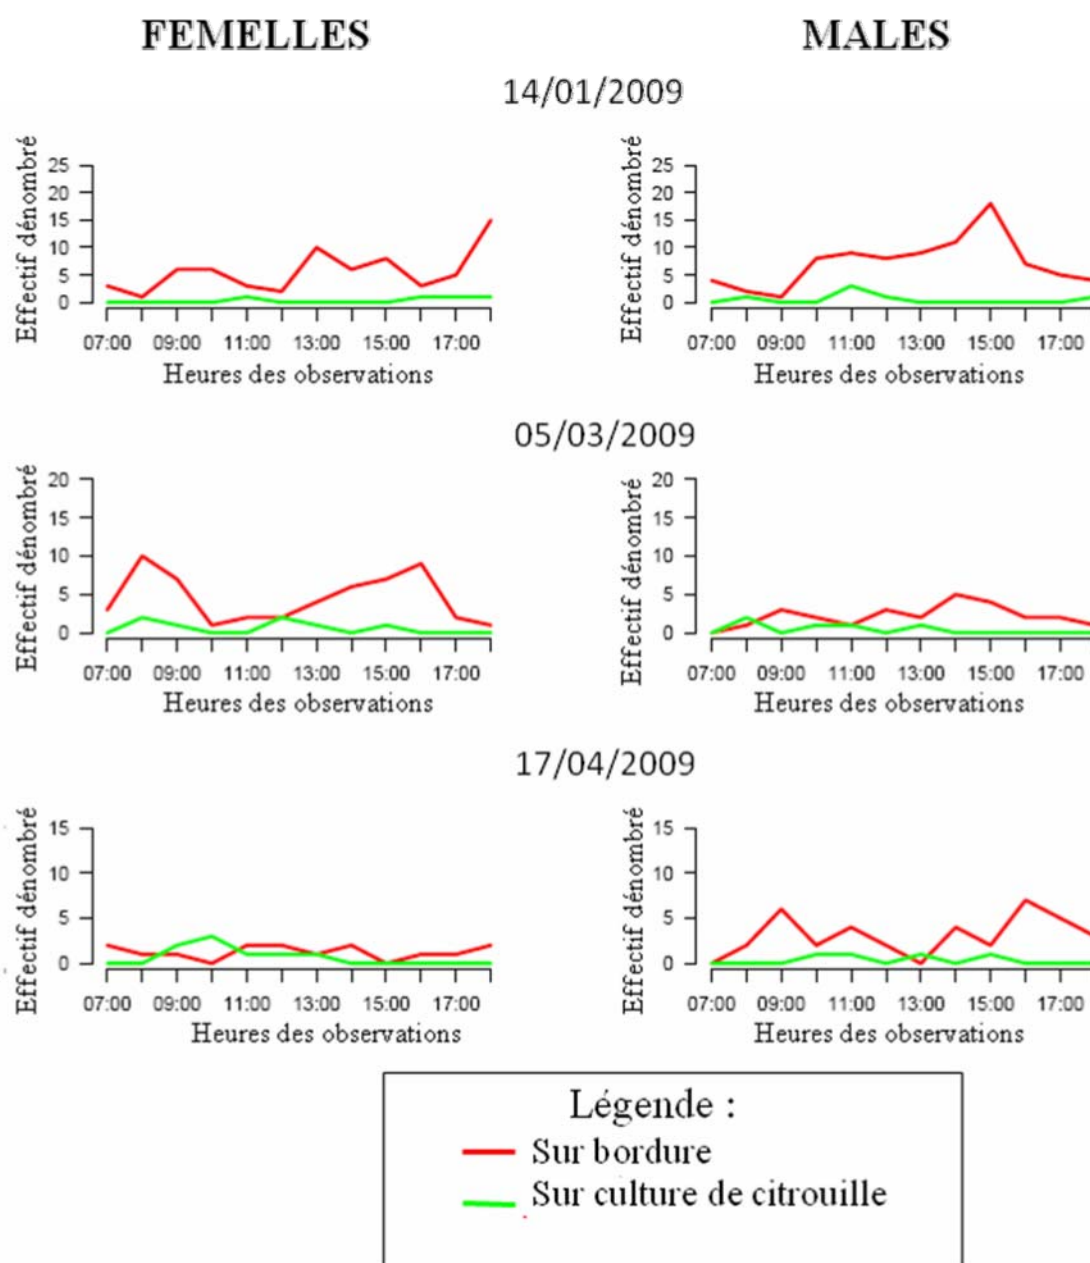 FEMELLES MALES
14/01/2009
Effectif dénombré
25
20
15
10
5
0
07:00 09:00 11:00 13:00 15:00 17:00
Heures des observations
Effectif dénombré
25
20
15
10
5
0
07:00 09:00 11:00 13:00 15:00 17:00
Heures des observations
05/03/2009
Effectif dénombré
20
15
10
5
0
07:00 09:00 11:00 13:00 15:00 17:00
Heures des observations
Effectif dénombré
20
15
10
5
0
07:00 09:00 11:00 13:00 15:00 17:00
Heures des observations
17/04/2009
Effectif dénombré
15
10
5
0
07:00 09:00 11:00 13:00 15:00 17:00
Heures des observations
Effectif dénombré
15
10
5
0
07:00 09:00 11:00 13:00 15:00 17:00
Heures des observations
Légende :
Sur bordure
Sur culture de citrouille